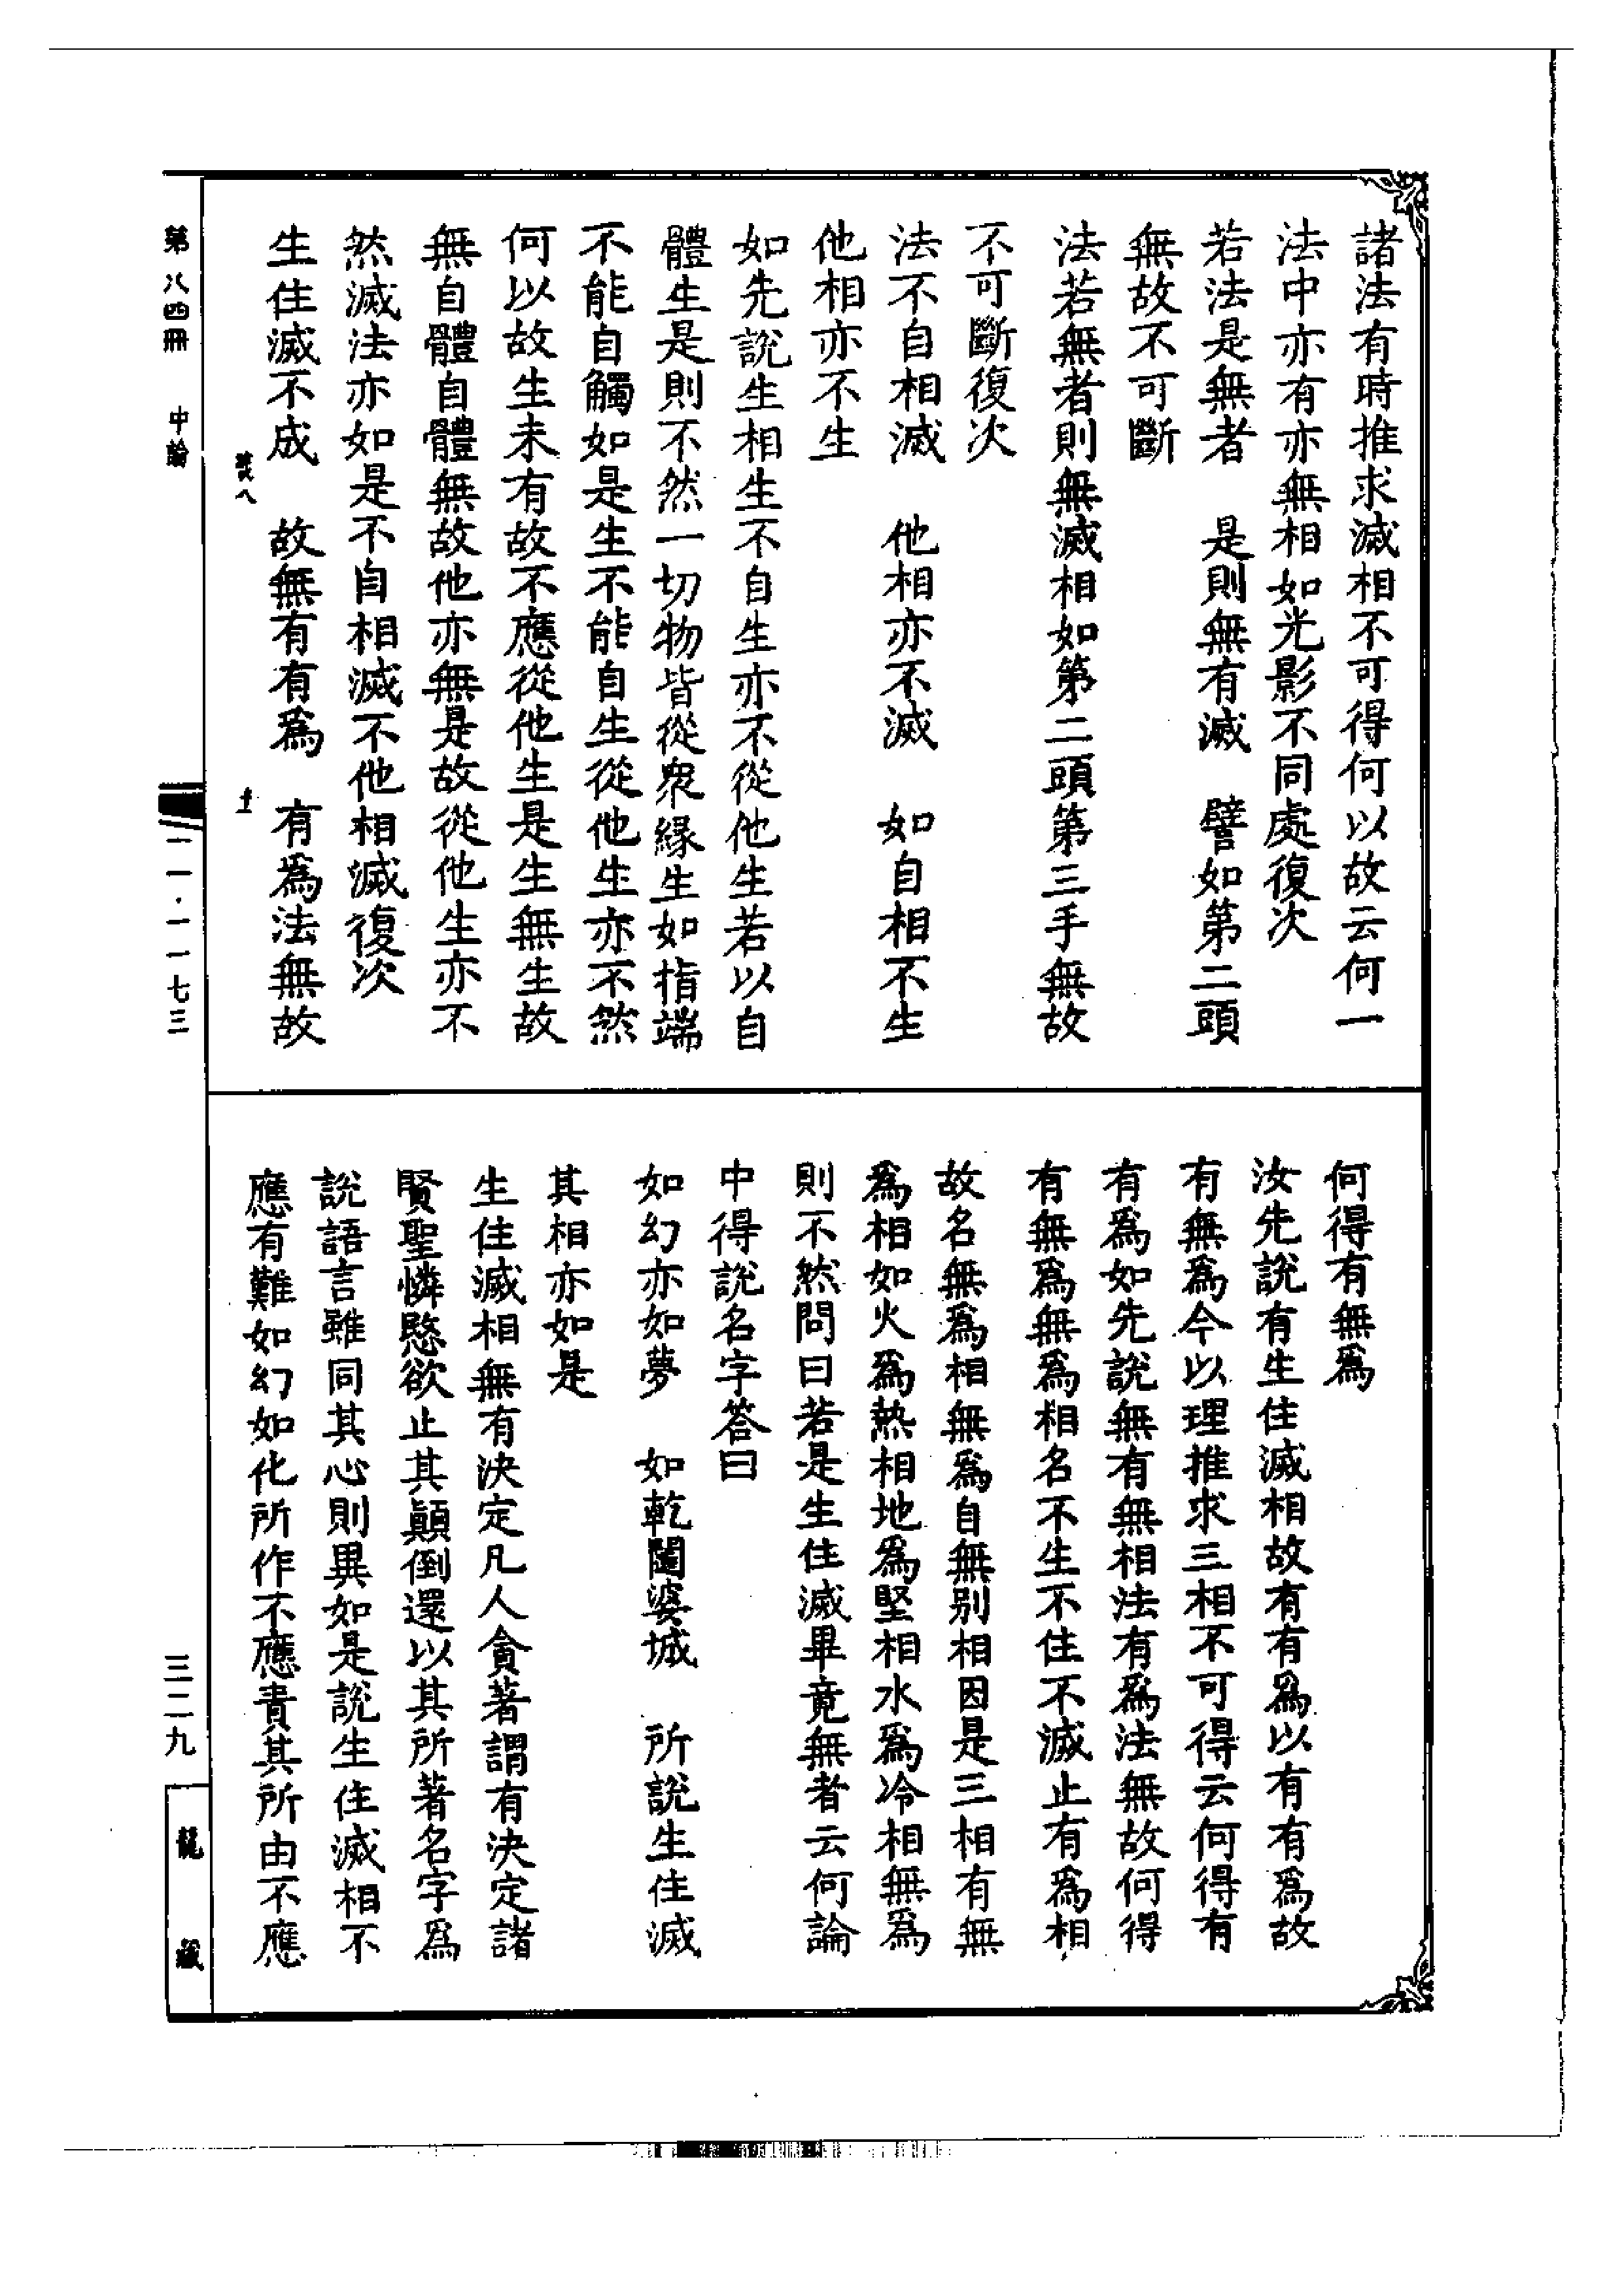 諸法有時推求滅相不可得何以故云何一
法中亦有亦無相如光影不同處復次
若法是無者　是則無有滅　譬如第二頭
無故不可斷
法若無者則無滅相如第二頭第三手無故
不可斷復次
法不自相滅　他相亦不滅　如自相不生
他相亦不生
如先說生相生不自生亦不從他生若以自
體生是則不然一切物皆從衆緣生如指端
不能自觸如是生不能自生從他生亦不然
何以故生未有故不應從他生是生無生故
無自體自體無故他亦無是故從他生亦不
然滅法亦如是不自相滅不他相滅復次
生住滅不成　故無有有爲　有爲法無故
何得有無爲
汝先說有生住滅相故有有爲以有有爲故
有無爲今以理推求三相不可得云何得有
有爲如先說無有無相法有爲法無故何得
有無爲無爲相名不生不住不滅止有爲相
故名無爲相無爲自無別相因是三相有無
爲相如火爲熱相地爲堅相水爲冷相無爲
則不然問曰若是生住滅畢竟無者云何論
中得說名字答曰
如幻亦如夢　如乾闥婆城　所說生住滅
其相亦如是
生住滅相無有決定凡人貪著謂有決定諸
賢聖憐愍欲止其顛倒還以其所著名字爲
說語言雖同其心則異如是說生住滅相不
應有難如幻如化所作不應責其所由不應
第八四冊　中論
一一·一一七三
三二九
龍藏